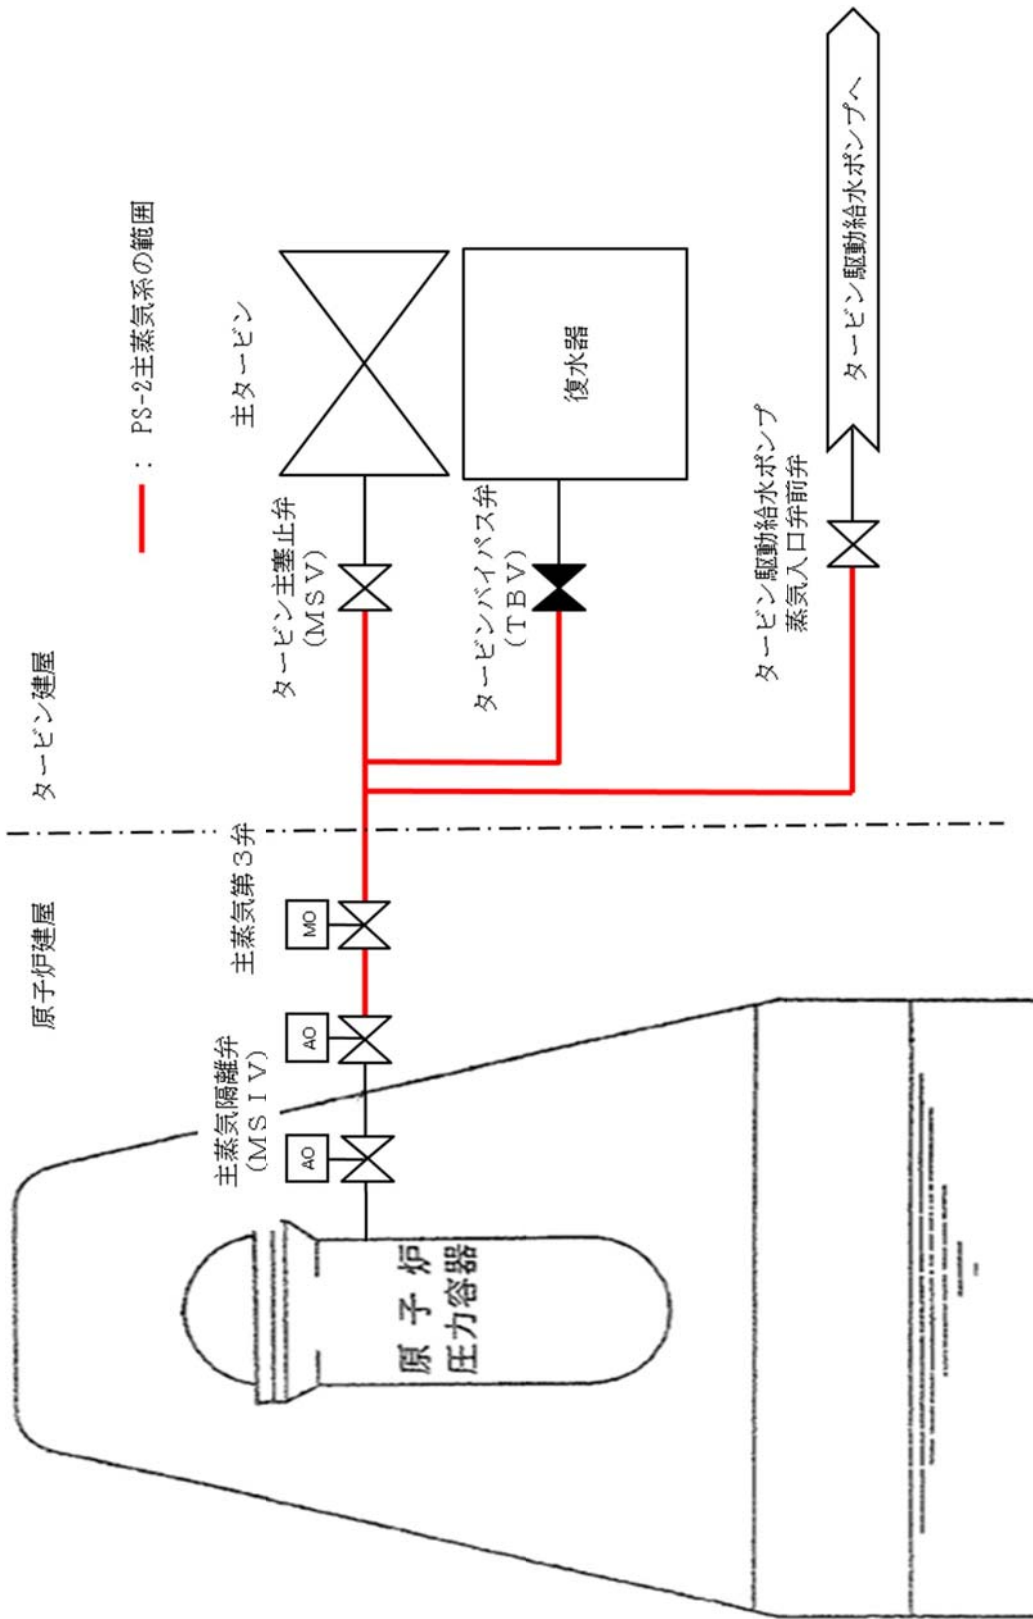 原子炉建屋
タービン建屋
━ : PS-2主蒸気系の範囲
主蒸気隔離弁
(ＭＳＩＶ)
AO
AO
主蒸気第３弁
MO
タービン主塞止弁
(ＭＳＶ)
主タービン
タービンバイパス弁
(ＴＢＶ)
復水器
タービン駆動給水ポンプ
蒸気入口弁前弁
タービン駆動給水ポンプへ
原子炉
圧力容器